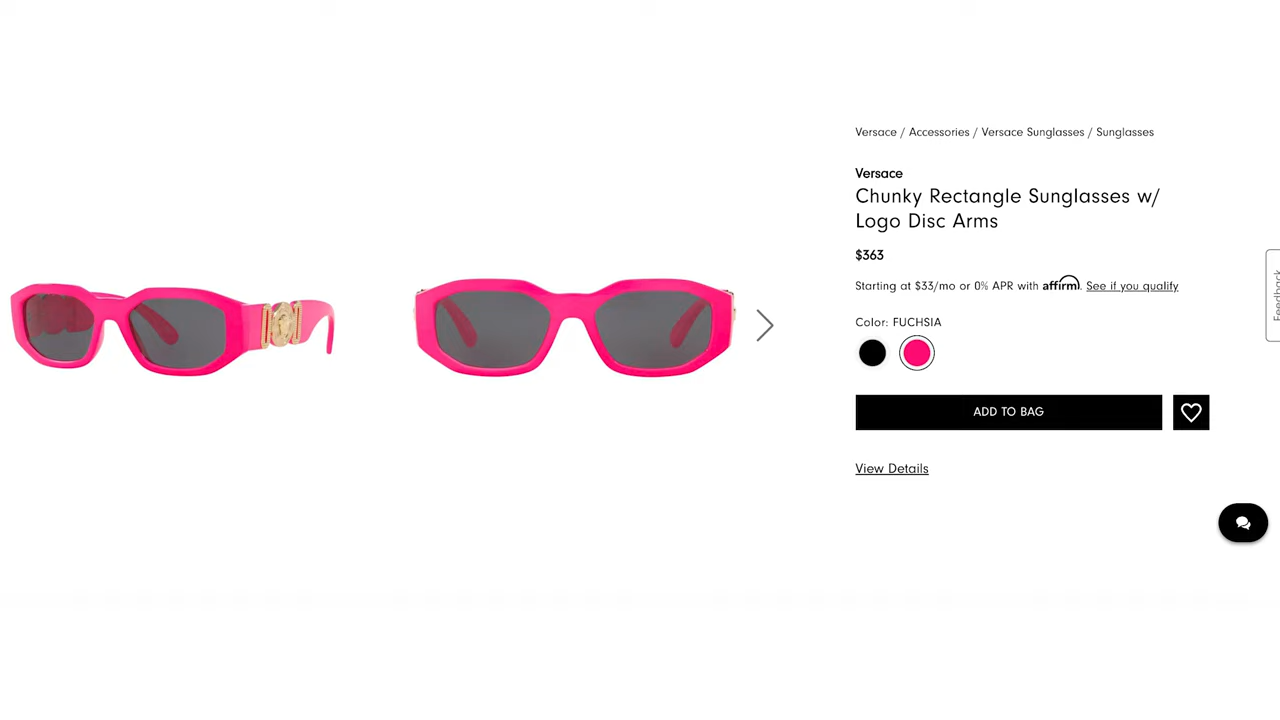 Versace / Accessories / Versace Sunglasses / Sunglasses
Versace
Chunky Rectangle Sunglasses w/
Logo Disc Arms
$363
Starting at $33/mo or 0% APR with affirm. See if you qualify
Color: FUCHSIA
ADD TO BAG
View Details
Feedback